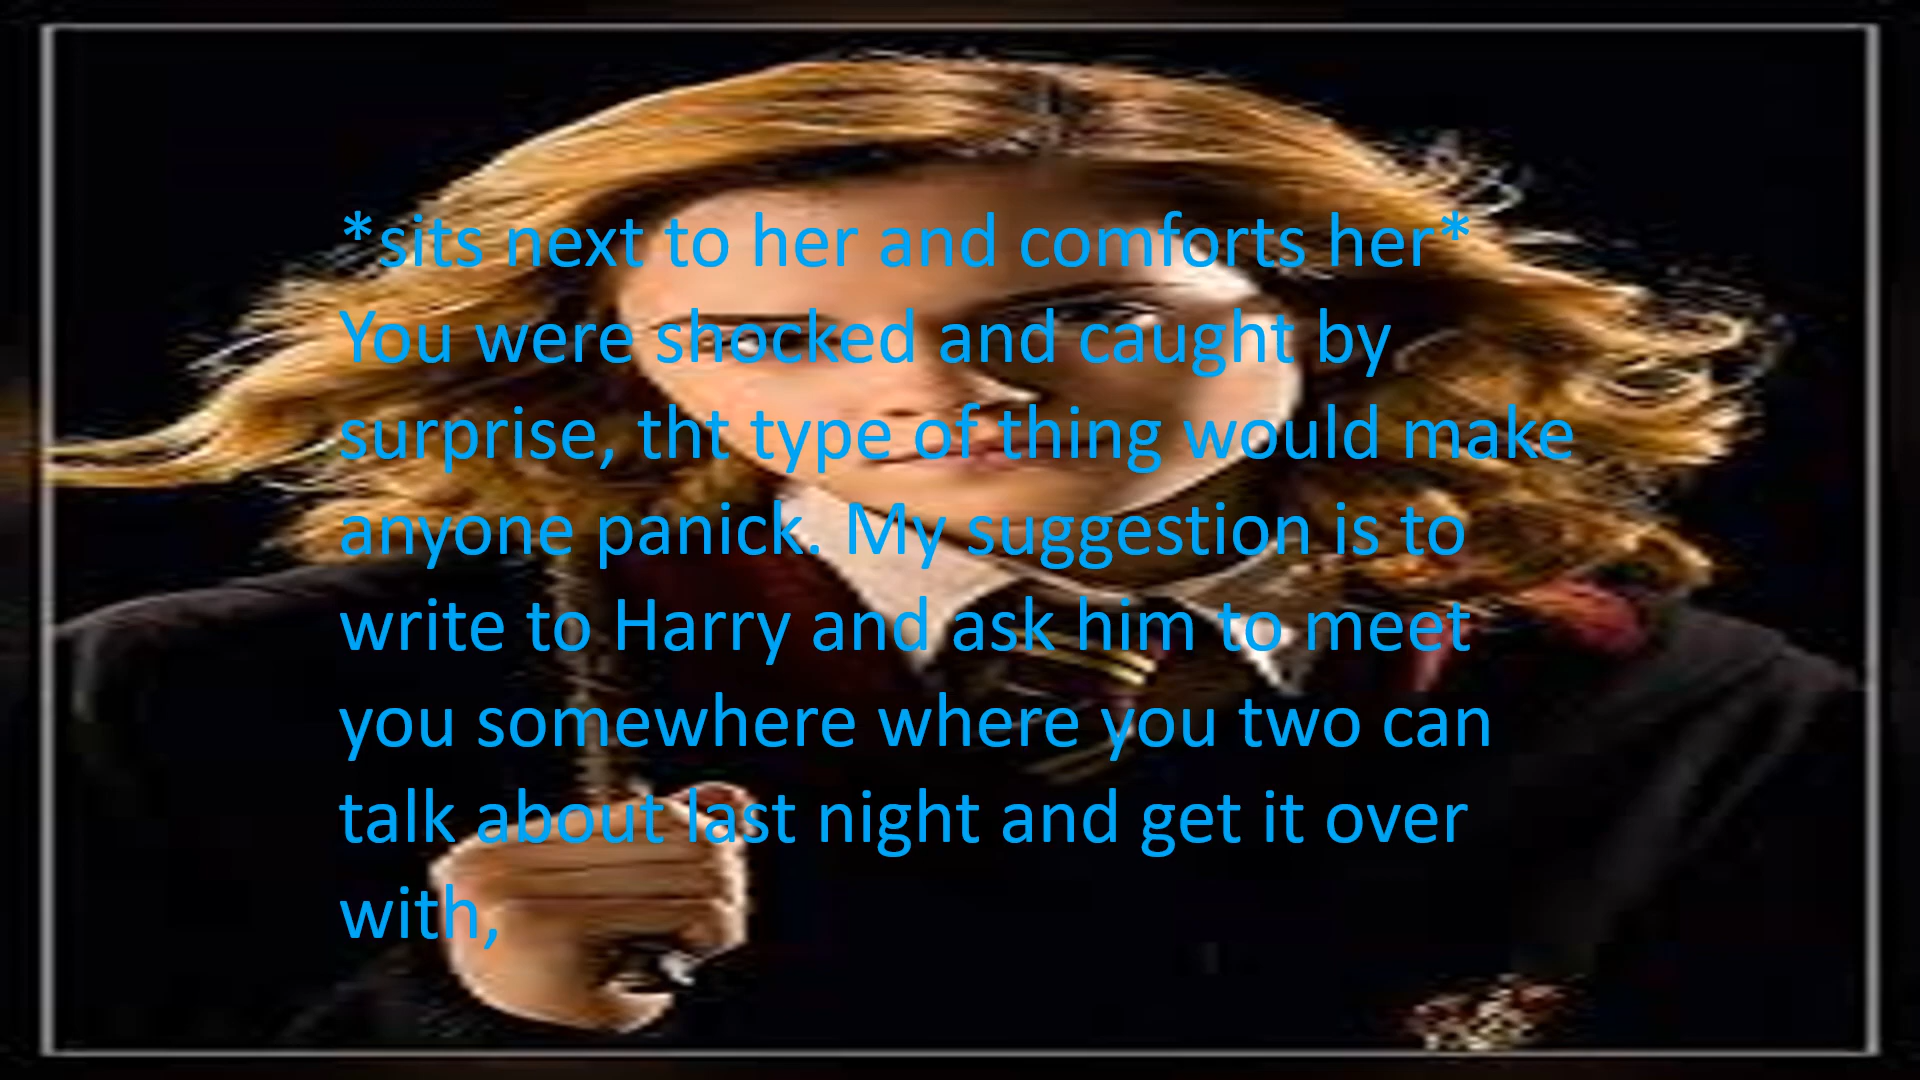 *sits next to her and comforts her*
You were shocked and caught by
surprise, tht type of thing would make
anyone panick. My suggestion is to
write to Harry and ask him to meet
you somewhere where you two can
talk about last night and get it over
with,